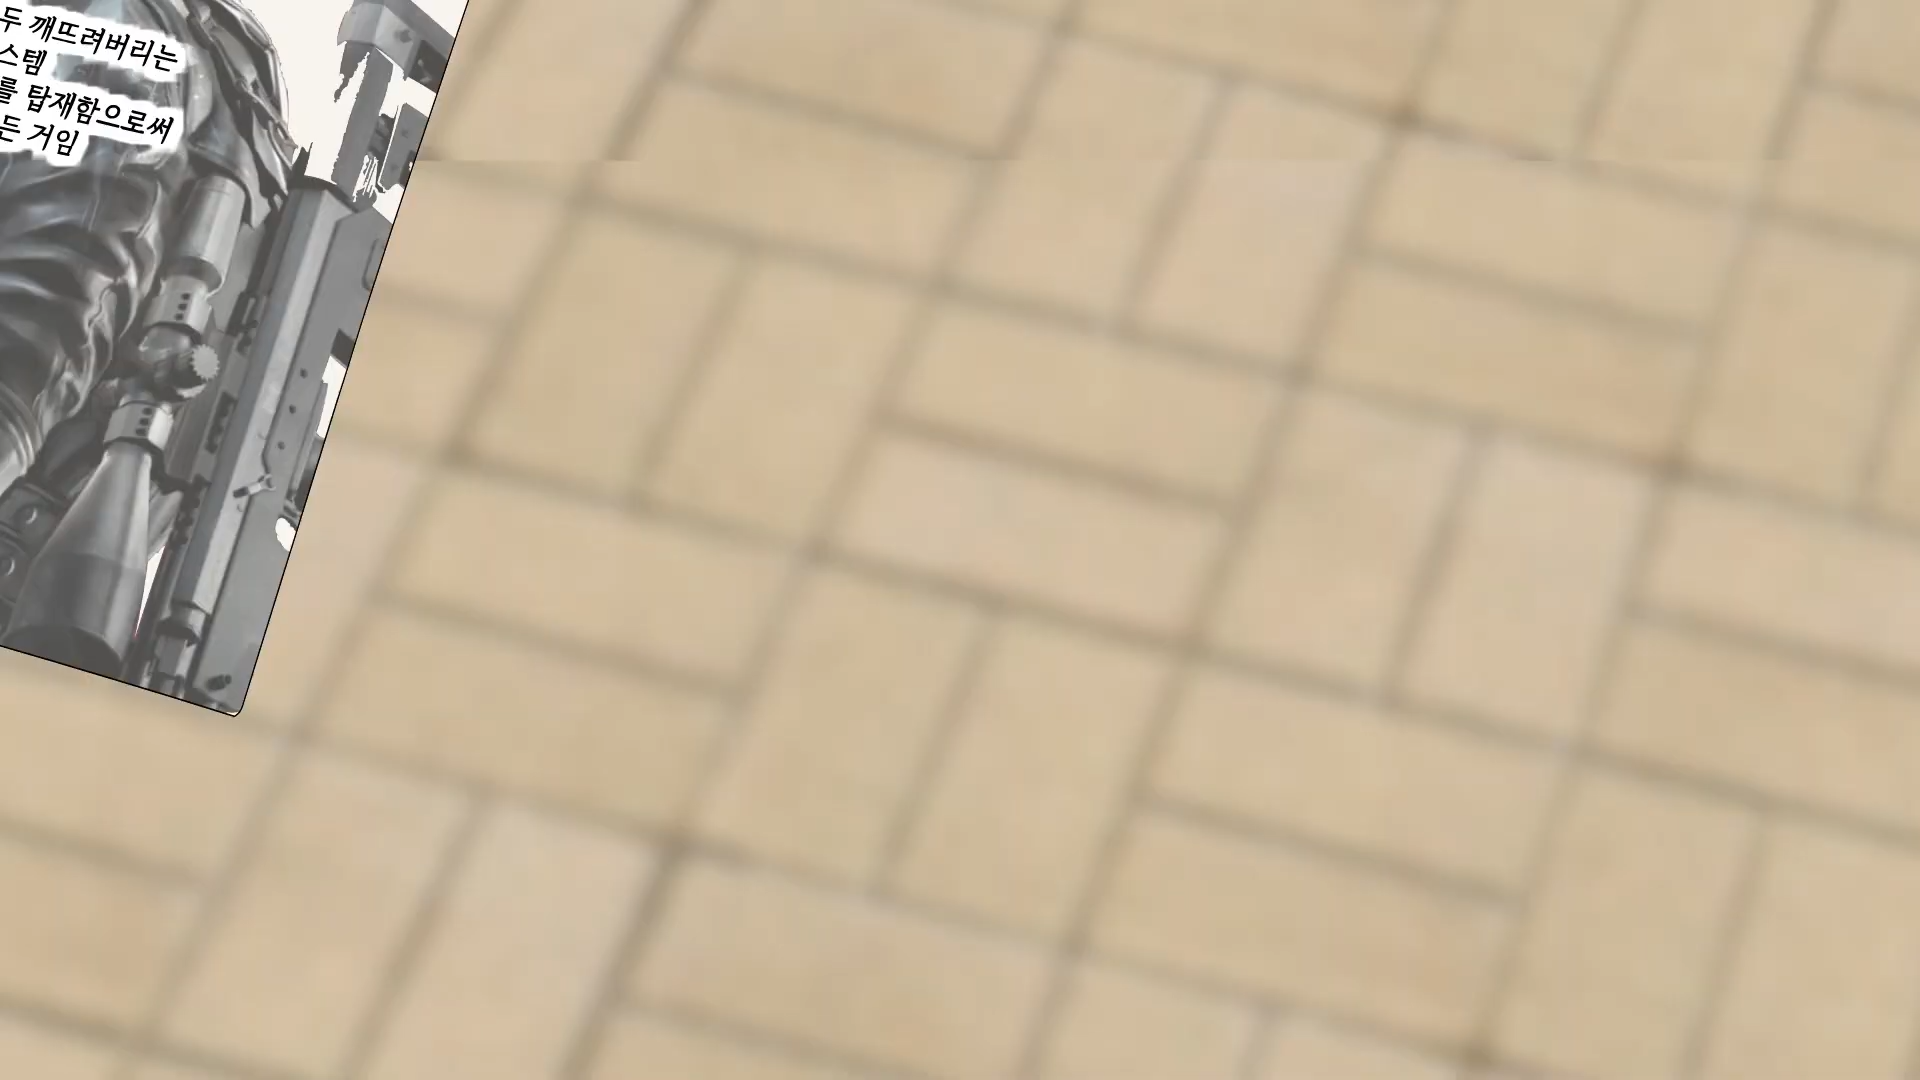 두 깨뜨려버리는
스템
를 탑재함으로써
든 거임